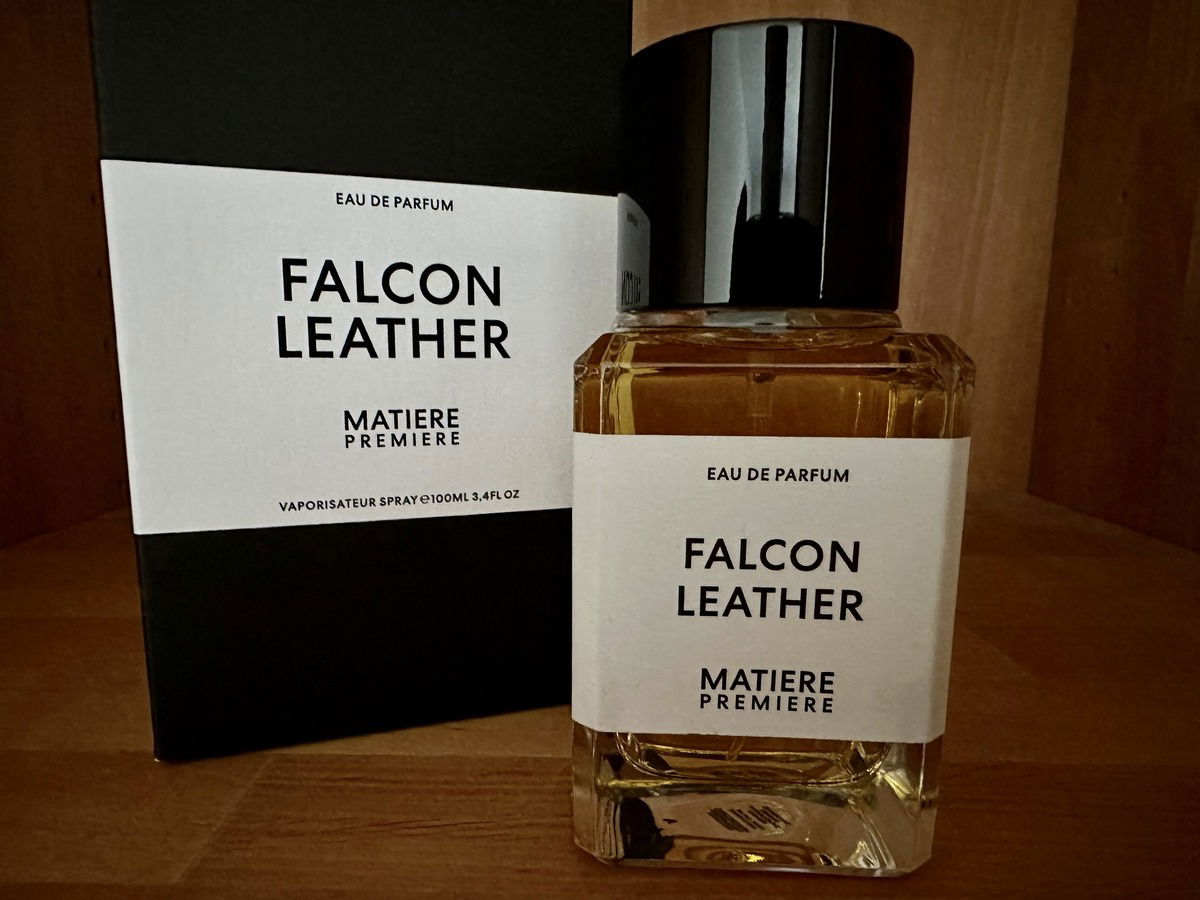 EAU DE PARFUM
FALCON
LEATHER
MATIERE
PREMIERE
VAPORISATEUR SPRAY ℮100ML 3,4FL OZ
EAU DE PARFUM
FALCON
LEATHER
MATIERE
PREMIERE